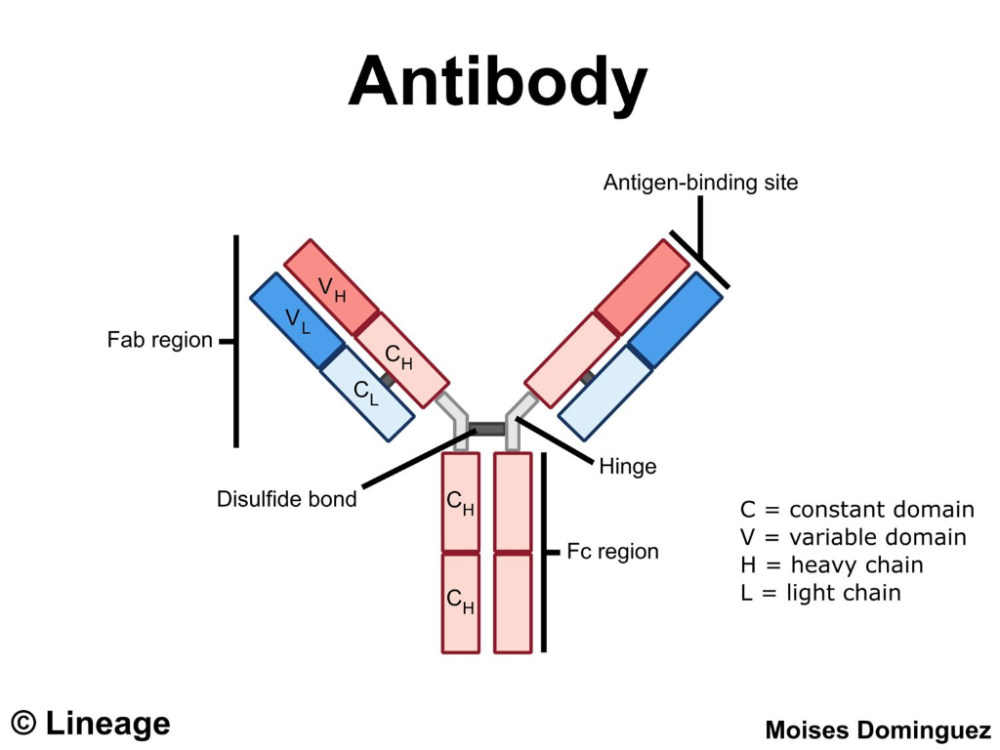 Antibody
Antigen-binding site
VH
VL
Fab region
CH
CL
Hinge
Disulfide bond
CH
C = constant domain
V = variable domain
Fc region
H = heavy chain
L = light chain
CH
© Lineage
Moises Dominguez